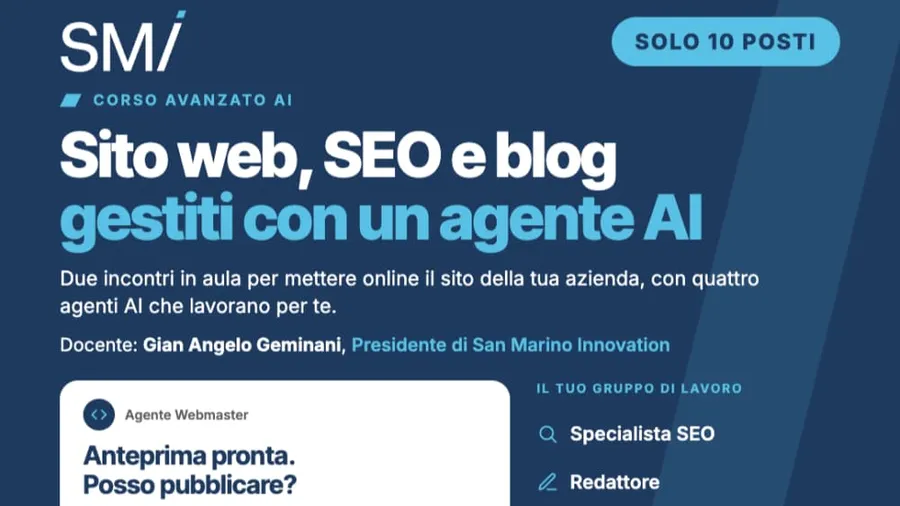 SMI
SOLO 10 POSTI
CORSO AVANZATO AI
Sito web, SEO e blog
gestiti con un agente AI
Due incontri in aula per mettere online il sito della tua azienda, con quattro
agenti AI che lavorano per te.
Docente: Gian Angelo Geminani, Presidente di San Marino Innovation
IL TUO GRUPPO DI LAVORO
Agente Webmaster
Anteprima pronta.
Posso pubblicare?
Specialista SEO
Redattore